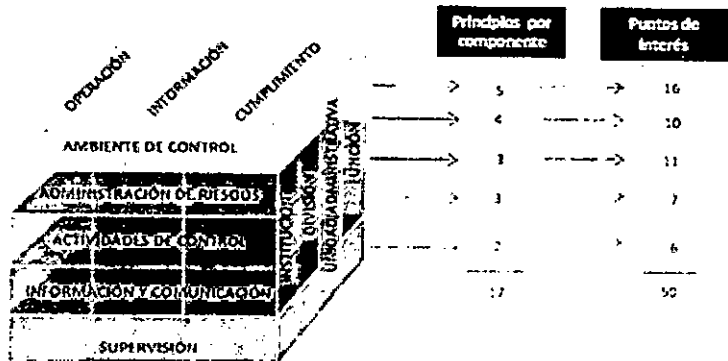 Principios por
componente
Puntos de
interés
OPERACIÓN
INFORMACIÓN
CUMPLIMIENTO
5
16
4
10
3
11
3
7
2
6
17
50
AMBIENTE DE CONTROL
ADMINISTRACIÓN DE RIESGOS
ACTIVIDADES DE CONTROL
INFORMACIÓN Y COMUNICACIÓN
SUPERVISIÓN
INSTITUCIÓN
DIVISIÓN
UNIDAD ADMINISTRATIVA
FUNCIÓN